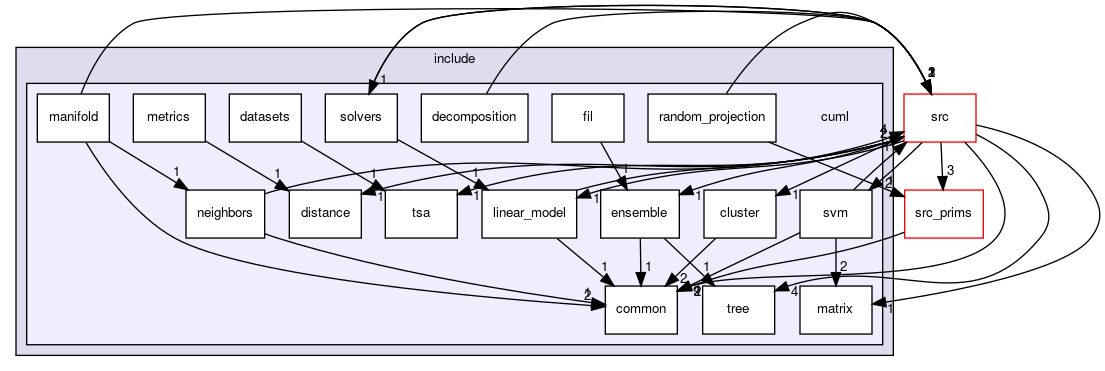 include
1
manifold
metrics
datasets
solvers
decomposition
fil
random_projection
cuml
src
1
1
1
1
1
3
2
neighbors
distance
tsa
linear_model
ensemble
cluster
svm
src_prims
1
1
1
1
1
1
1
1
2
1
2
2
4
1
common
tree
matrix